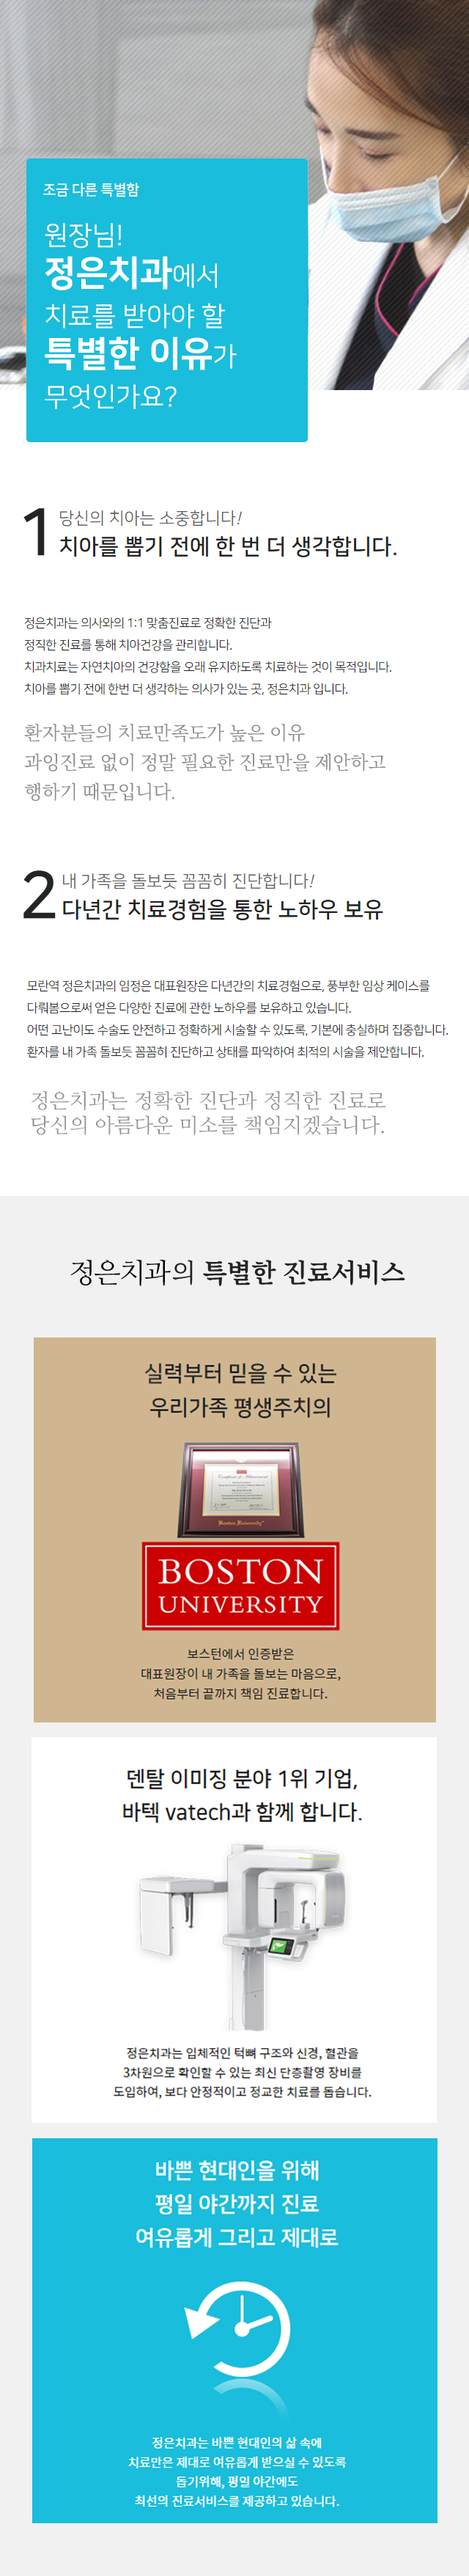 조금 다른 특별함
원장님!
정은치과에서
치료를 받아야 할
특별한 이유가
무엇인가요?
1
당신의 치아는 소중합니다!
치아를 뽑기 전에 한 번 더 생각합니다.
정은치과는 의사와의 1:1 맞춤진료로 정확한 진단과
정직한 진료를 통해 치아건강을 관리합니다.
치과치료는 자연치아의 건강함을 오래 유지하도록 치료하는 것이 목적입니다.
치아를 뽑기 전에 한번 더 생각하는 의사가 있는 곳, 정은치과 입니다.
환자분들의 치료만족도가 높은 이유
과잉진료 없이 정말 필요한 진료만을 제안하고
행하기 때문입니다.
2
내 가족을 돌보듯 꼼꼼히 진단합니다!
다년간 치료경험을 통한 노하우 보유
모란역 정은치과의 임정은 대표원장은 다년간의 치료경험으로, 풍부한 임상 케이스를
다뤄봄으로써 얻은 다양한 진료에 관한 노하우를 보유하고 있습니다.
어떤 고난이도 수술도 안전하고 정확하게 시술할 수 있도록, 기본에 충실하며 집중합니다.
환자를 내 가족 돌보듯 꼼꼼히 진단하고 상태를 파악하여 최적의 시술을 제안합니다.
정은치과는 정확한 진단과 정직한 진료로
당신의 아름다운 미소를 책임지겠습니다.
정은치과의 특별한 진료서비스
실력부터 믿을 수 있는
우리가족 평생주치의
Boston University
BOSTON
UNIVERSITY
보스턴에서 인증받은
대표원장이 내 가족을 돌보는 마음으로,
처음부터 끝까지 책임 진료합니다.
덴탈 이미징 분야 1위 기업,
바텍 vatech과 함께 합니다.
정은치과는 입체적인 턱뼈 구조와 신경, 혈관을
3차원으로 확인할 수 있는 최신 단층촬영 장비를
도입하여, 보다 안정적이고 정교한 치료를 돕습니다.
바쁜 현대인을 위해
평일 야간까지 진료
여유롭게 그리고 제대로
정은치과는 바쁜 현대인의 삶 속에
치료만은 제대로 여유롭게 받으실 수 있도록
돕기위해, 평일 야간에도
최선의 진료서비스를 제공하고 있습니다.